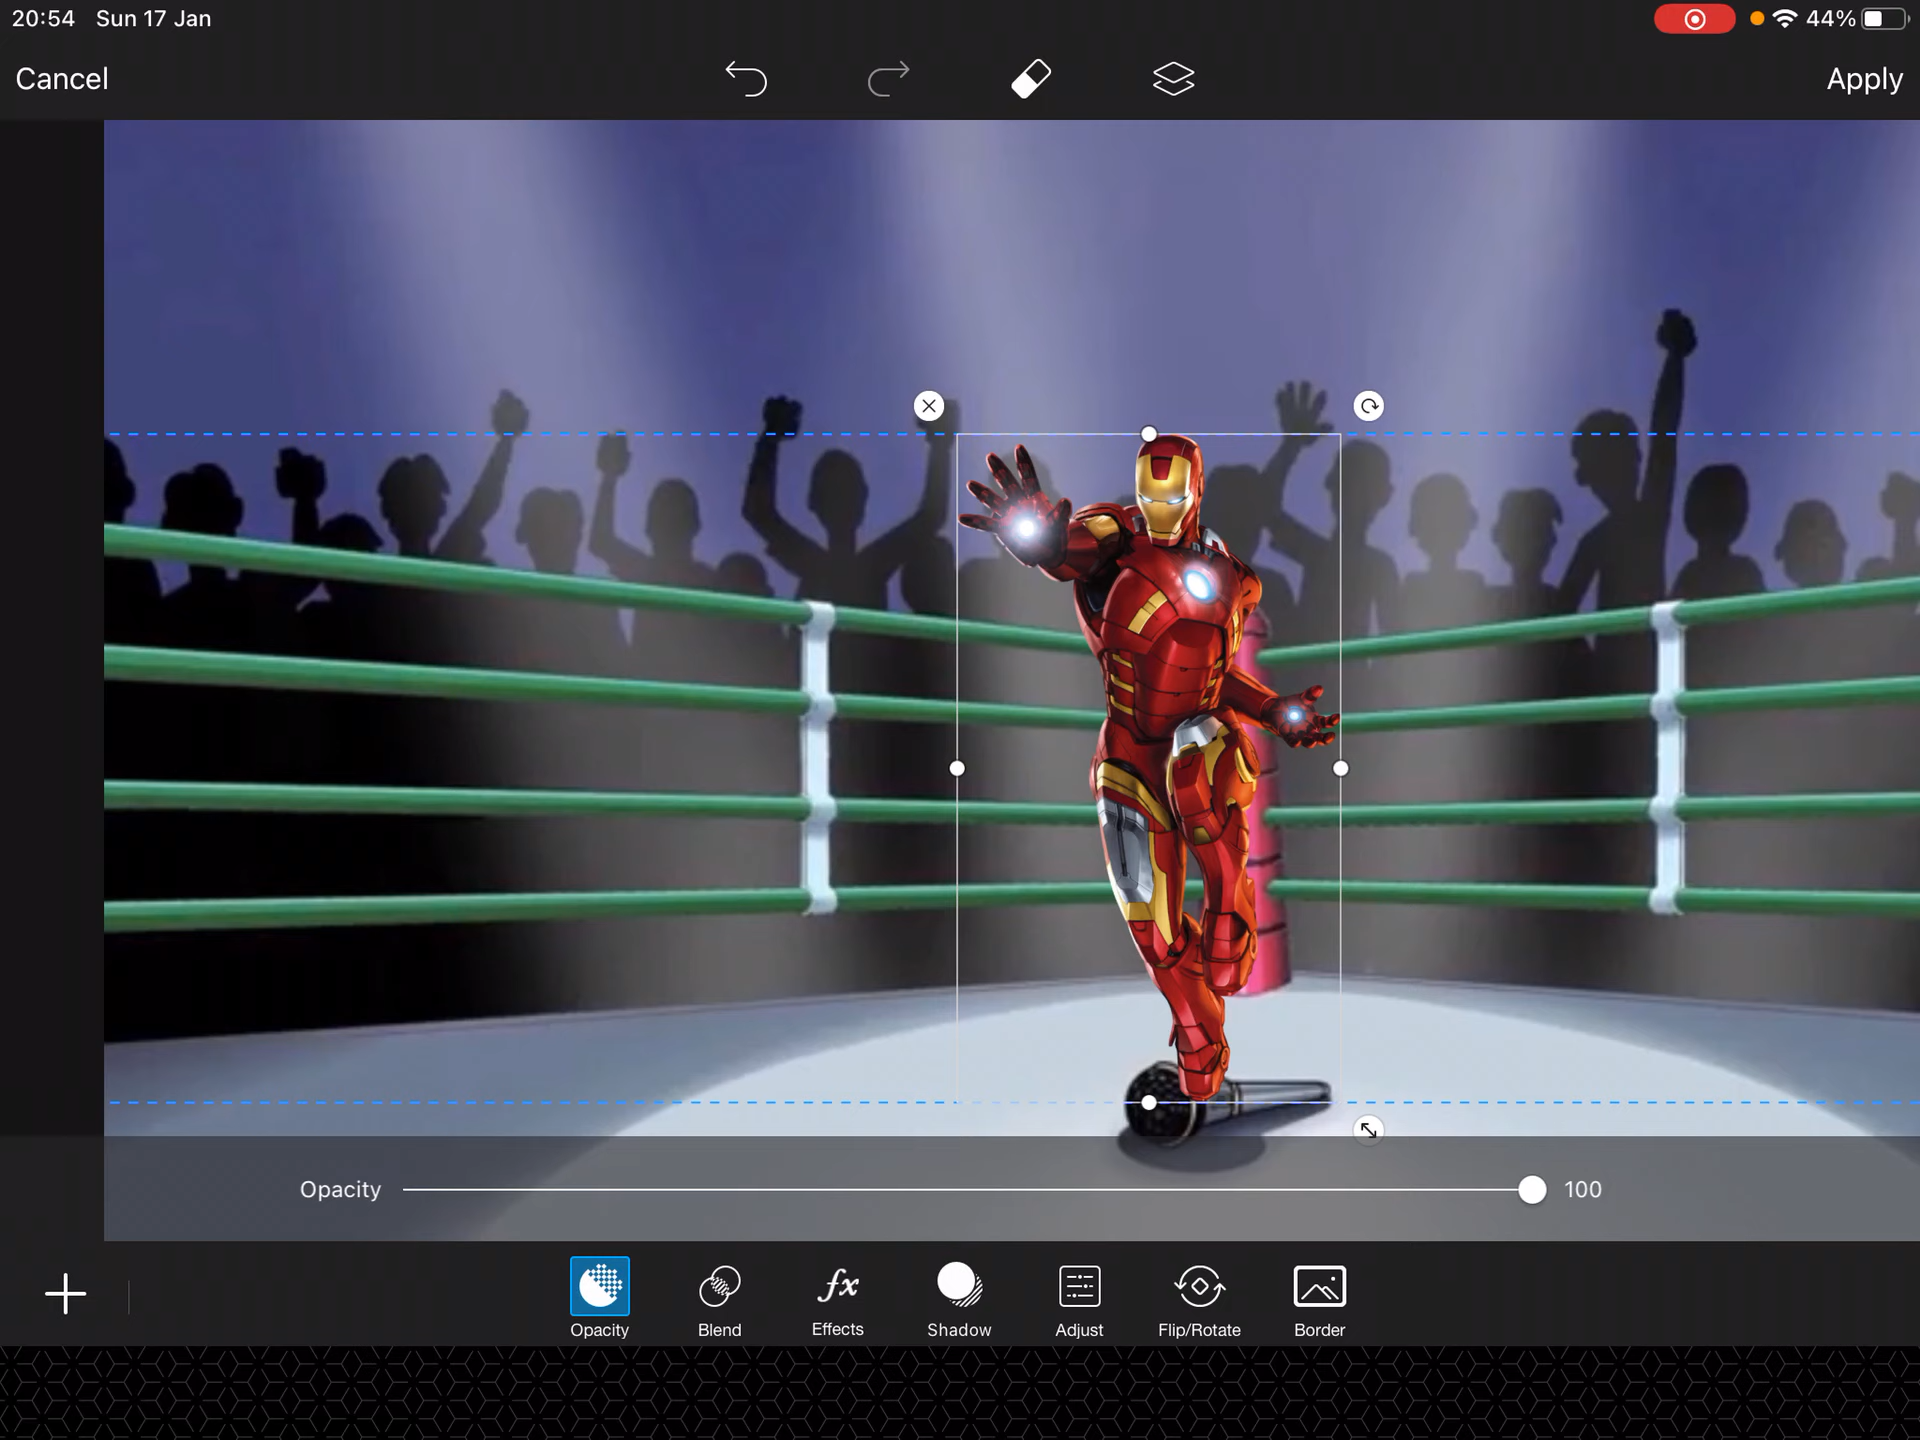 20:54 Sun 17 Jan
44%
Cancel
Apply
Opacity 100
Opacity Blend Effects Shadow Adjust Flip/Rotate Border